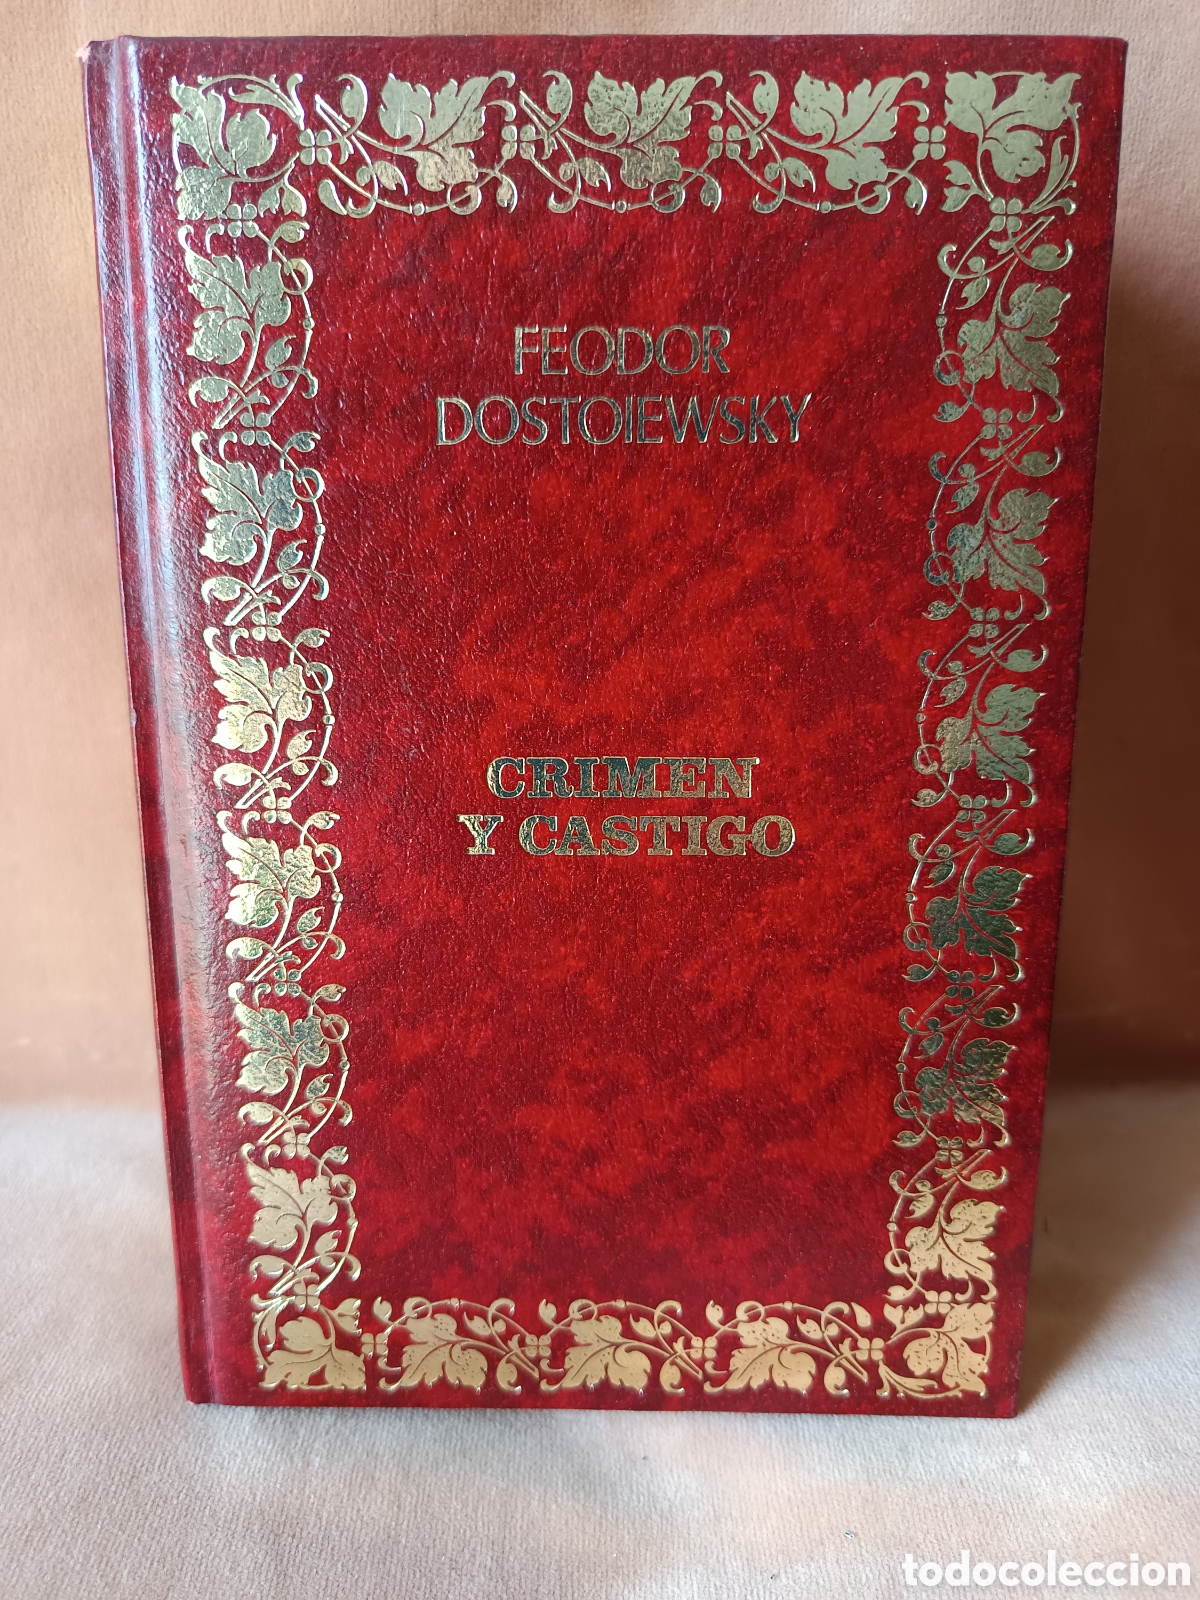 FEODOR
DOSTOIEWSKY
CRIMEN
Y CASTIGO
todocoleccion